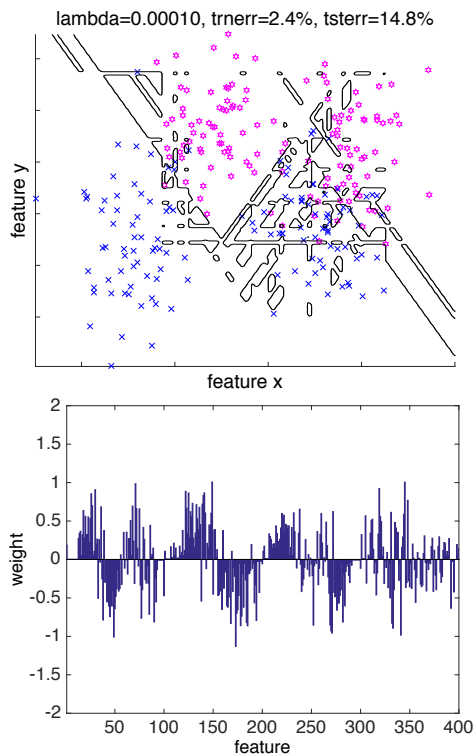 lambda=0.00010, trnerr=2.4%, tsterr=14.8%
feature y
feature x
2
1.5
1
0.5
0
-0.5
-1
-1.5
-2
weight
50 100 150 200 250 300 350 400
feature